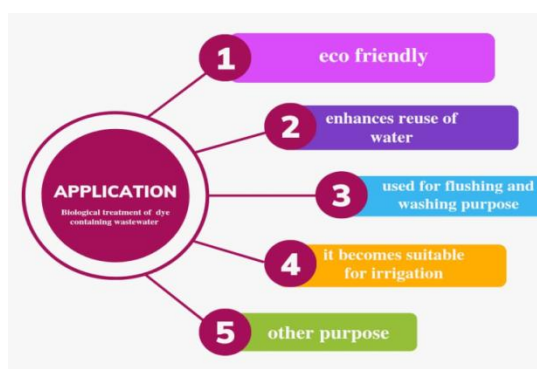 APPLICATION
Biological treatment of dye
containing wastewater
1
eco friendly
2
enhances reuse of
water
3
used for flushing and
washing purpose
4
it becomes suitable
for irrigation
5
other purpose